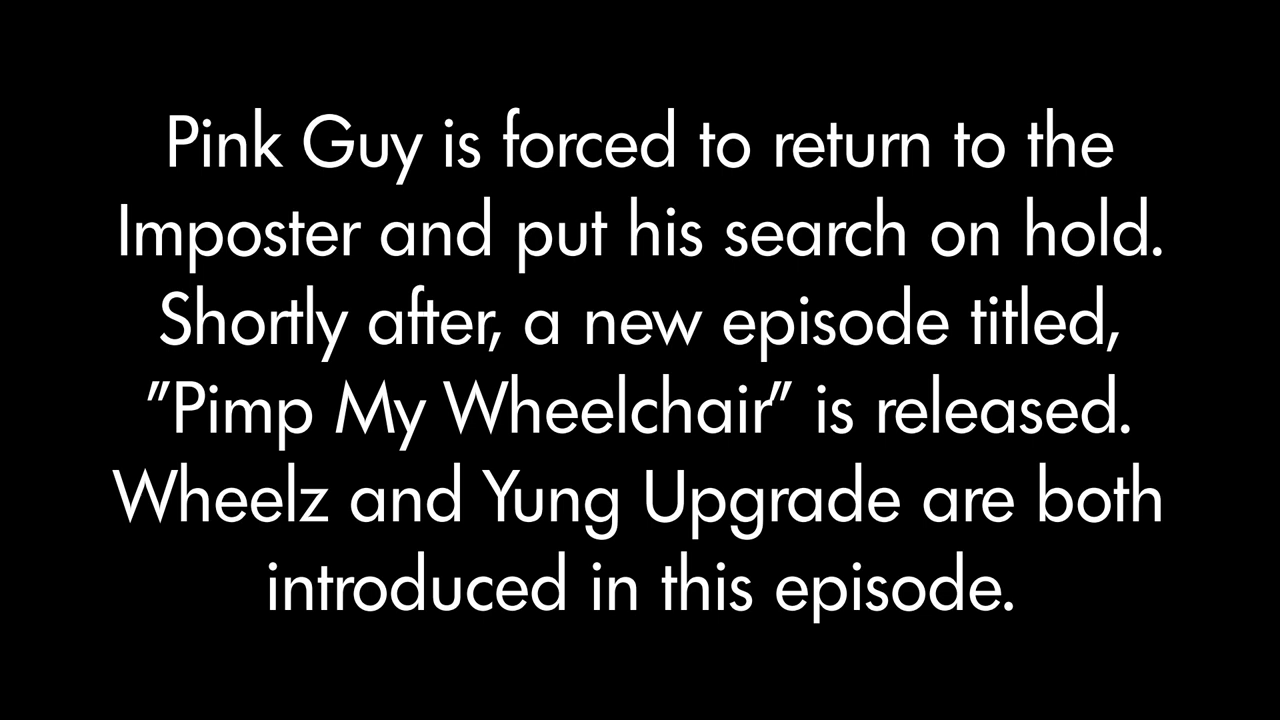 Pink Guy is forced to return to the
Imposter and put his search on hold.
Shortly after, a new episode titled,
"Pimp My Wheelchair" is released.
Wheelz and Yung Upgrade are both
introduced in this episode.